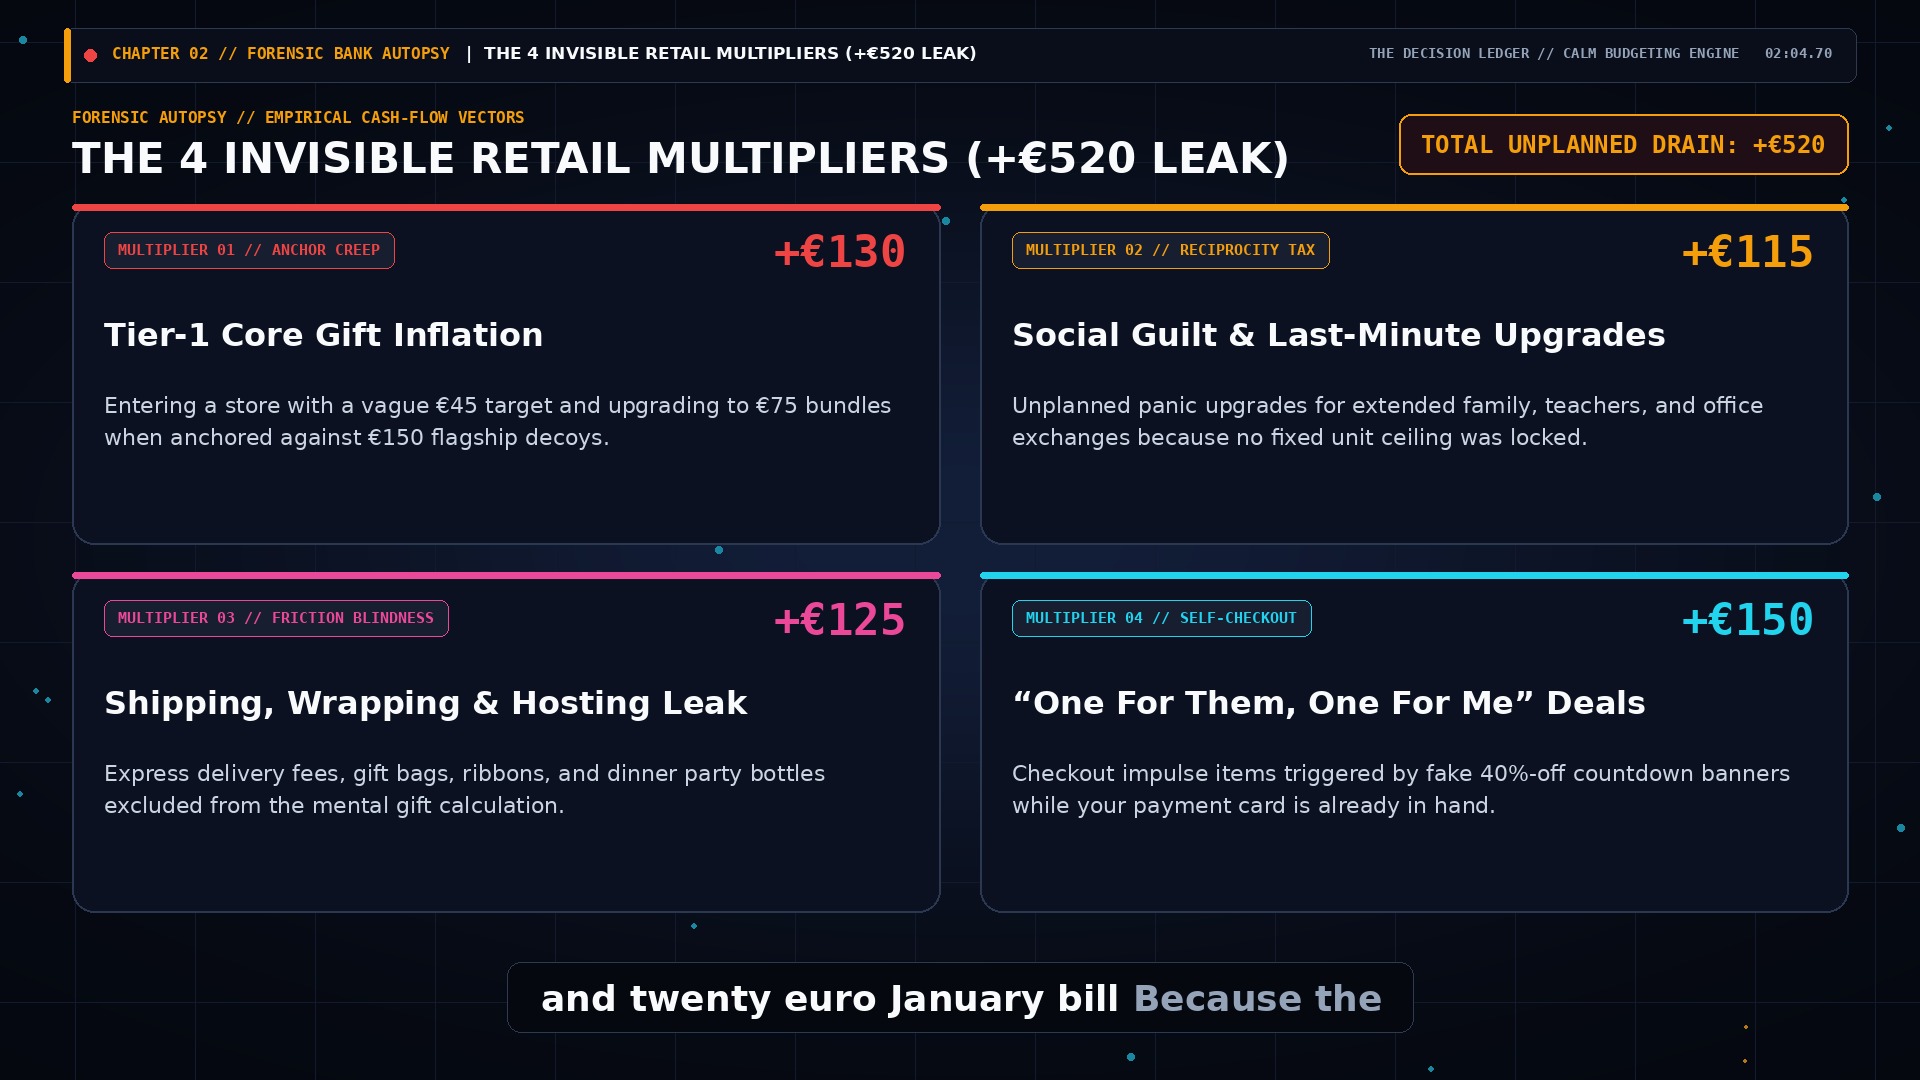 CHAPTER 02 // FORENSIC BANK AUTOPSY | THE 4 INVISIBLE RETAIL MULTIPLIERS (+€520 LEAK)
THE DECISION LEDGER // CALM BUDGETING ENGINE 02:04.70
FORENSIC AUTOPSY // EMPIRICAL CASH-FLOW VECTORS
THE 4 INVISIBLE RETAIL MULTIPLIERS (+€520 LEAK)
TOTAL UNPLANNED DRAIN: +€520
MULTIPLIER 01 // ANCHOR CREEP
+€130
Tier-1 Core Gift Inflation
Entering a store with a vague €45 target and upgrading to €75 bundles
when anchored against €150 flagship decoys.
MULTIPLIER 02 // RECIPROCITY TAX
+€115
Social Guilt & Last-Minute Upgrades
Unplanned panic upgrades for extended family, teachers, and office
exchanges because no fixed unit ceiling was locked.
MULTIPLIER 03 // FRICTION BLINDNESS
+€125
Shipping, Wrapping & Hosting Leak
Express delivery fees, gift bags, ribbons, and dinner party bottles
excluded from the mental gift calculation.
MULTIPLIER 04 // SELF-CHECKOUT
+€150
“One For Them, One For Me” Deals
Checkout impulse items triggered by fake 40%-off countdown banners
while your payment card is already in hand.
and twenty euro January bill Because the